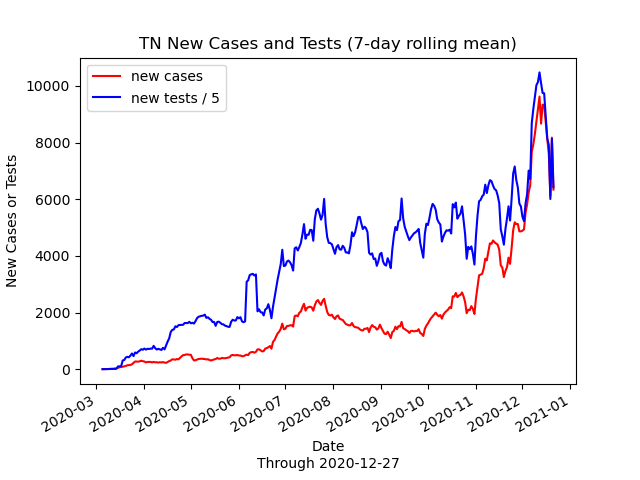 TN New Cases and Tests (7-day rolling mean)
new cases
new tests / 5
New Cases or Tests
10000
8000
6000
4000
2000
0
2020-03
2020-04
2020-05
2020-06
2020-07
2020-08
2020-09
2020-10
2020-11
2020-12
2021-01
Date
Through 2020-12-27